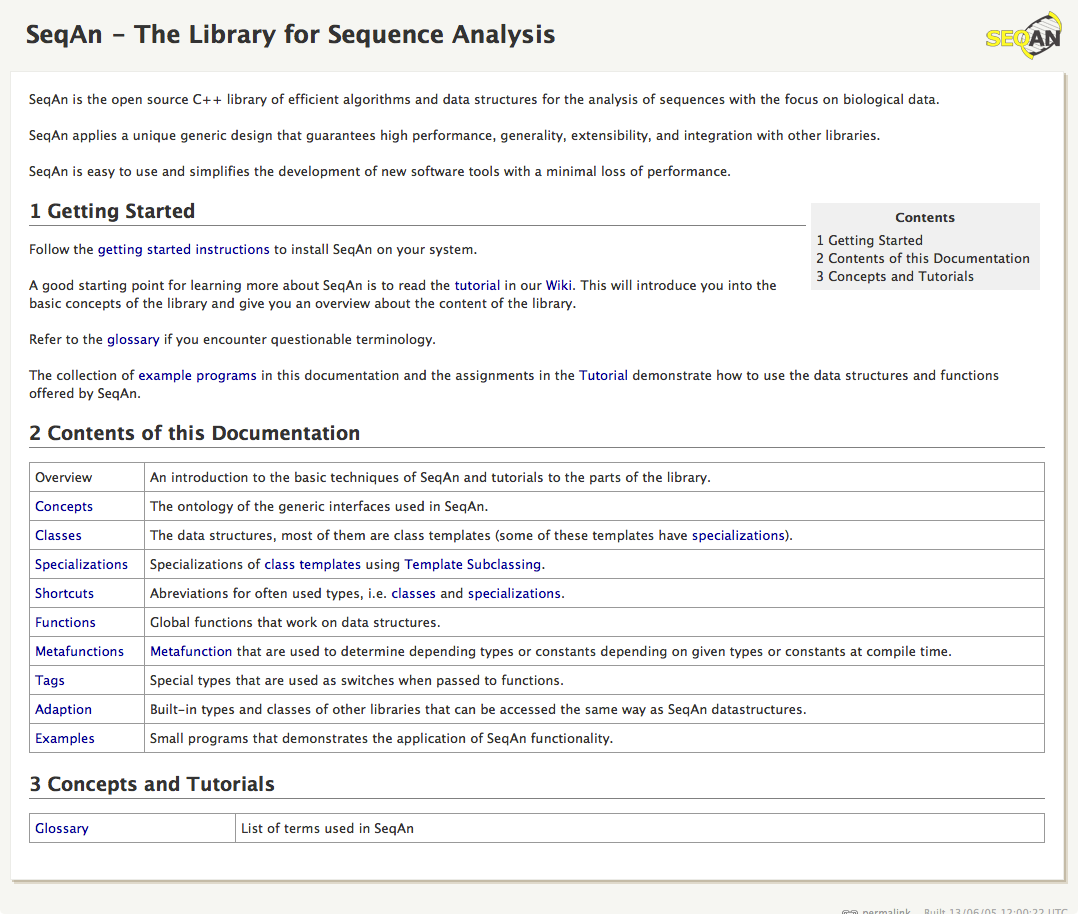 SeqAn – The Library for Sequence Analysis
SEQAN
SeqAn is the open source C++ library of efficient algorithms and data structures for the analysis of sequences with the focus on biological data.
SeqAn applies a unique generic design that guarantees high performance, generality, extensibility, and integration with other libraries.
SeqAn is easy to use and simplifies the development of new software tools with a minimal loss of performance.
1 Getting Started
Contents
1 Getting Started
2 Contents of this Documentation
3 Concepts and Tutorials
Follow the getting started instructions to install SeqAn on your system.
A good starting point for learning more about SeqAn is to read the tutorial in our Wiki. This will introduce you into the
basic concepts of the library and give you an overview about the content of the library.
Refer to the glossary if you encounter questionable terminology.
The collection of example programs in this documentation and the assignments in the Tutorial demonstrate how to use the data structures and functions
offered by SeqAn.
2 Contents of this Documentation
Overview An introduction to the basic techniques of SeqAn and tutorials to the parts of the library.
Concepts The ontology of the generic interfaces used in SeqAn.
Classes The data structures, most of them are class templates (some of these templates have specializations).
Specializations Specializations of class templates using Template Subclassing.
Shortcuts Abreviations for often used types, i.e. classes and specializations.
Functions Global functions that work on data structures.
Metafunctions Metafunction that are used to determine depending types or constants depending on given types or constants at compile time.
Tags Special types that are used as switches when passed to functions.
Adaption Built-in types and classes of other libraries that can be accessed the same way as SeqAn datastructures.
Examples Small programs that demonstrates the application of SeqAn functionality.
3 Concepts and Tutorials
Glossary List of terms used in SeqAn
permalink Built 13/06/05 12:00:22 UTC